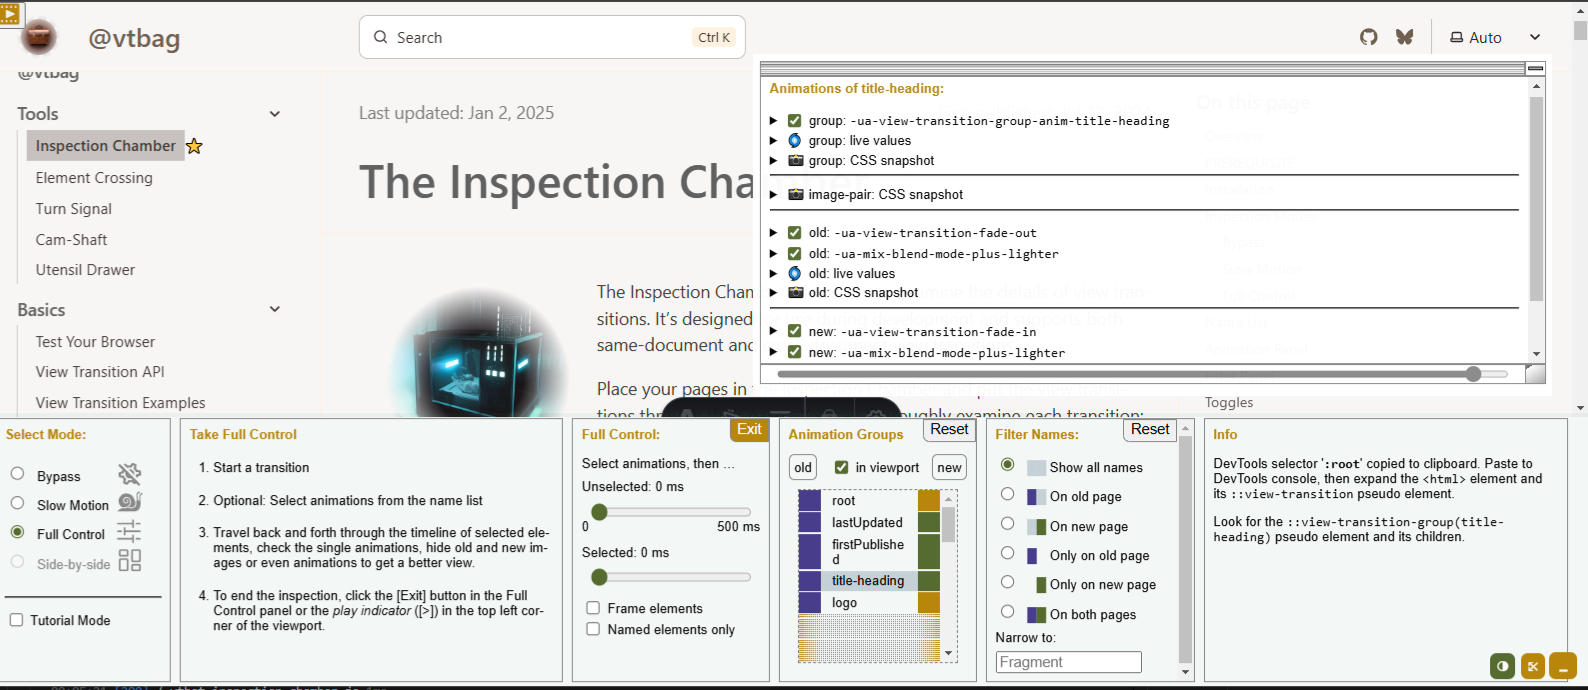 @vtbag
Search
Ctrl K
Auto
@vtbag
Tools
Inspection Chamber
Element Crossing
Turn Signal
Cam-Shaft
Utensil Drawer
Basics
Test Your Browser
View Transition API
View Transition Examples
Last updated: Jan 2, 2025
The Inspection Cha
The Inspection Cham
sitions. It's designed
same-document and
Place your pages in
tions thr
oughly examine each transition:
On this page
Toggles
Animations of title-heading:
group: -ua-view-transition-group-anim-title-heading
group: live values
group: CSS snapshot
image-pair: CSS snapshot
old: -ua-view-transition-fade-out
old: -ua-mix-blend-mode-plus-lighter
old: live values
old: CSS snapshot
new: -ua-view-transition-fade-in
new: -ua-mix-blend-mode-plus-lighter
Select Mode:
Bypass
Slow Motion
Full Control
Side-by-side
Tutorial Mode
Take Full Control
1. Start a transition
2. Optional: Select animations from the name list
3. Travel back and forth through the timeline of selected ele-
ments, check the single animations, hide old and new im-
ages or even animations to get a better view.
4. To end the inspection, click the [Exit] button in the Full
Control panel or the play indicator ([>]) in the top left cor-
ner of the viewport.
Full Control:
Exit
Select animations, then ...
Unselected: 0 ms
0
500 ms
Selected: 0 ms
Frame elements
Named elements only
Animation Groups
Reset
old
in viewport
new
root
lastUpdated
firstPublishe
d
title-heading
logo
Filter Names:
Reset
Show all names
On old page
On new page
Only on old page
Only on new page
On both pages
Narrow to:
Fragment
Info
DevTools selector ':root' copied to clipboard. Paste to
DevTools console, then expand the <html> element and
its ::view-transition pseudo element.
Look for the ::view-transition-group(title-
heading) pseudo element and its children.